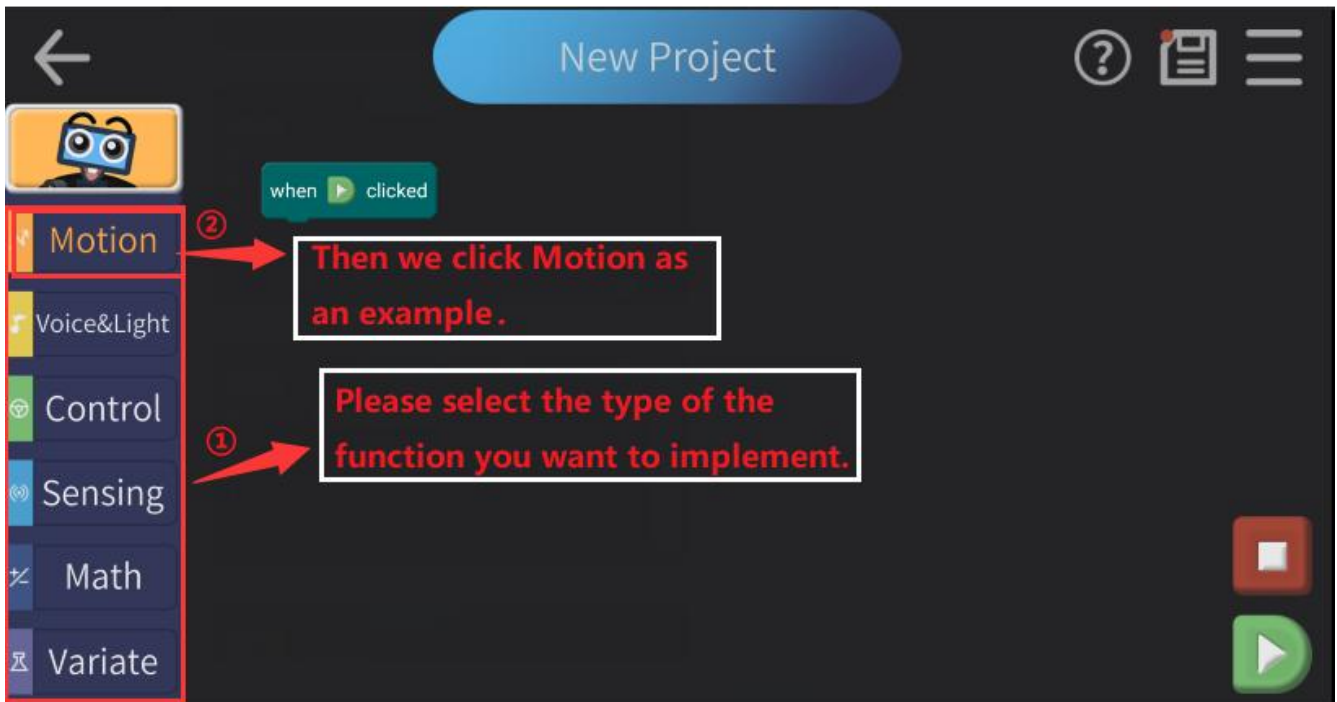 New Project
?
when clicked
Motion
②
Then we click Motion as
an example.
Voice&Light
Control
Please select the type of the
①
function you want to implement.
Sensing
Math
Variate